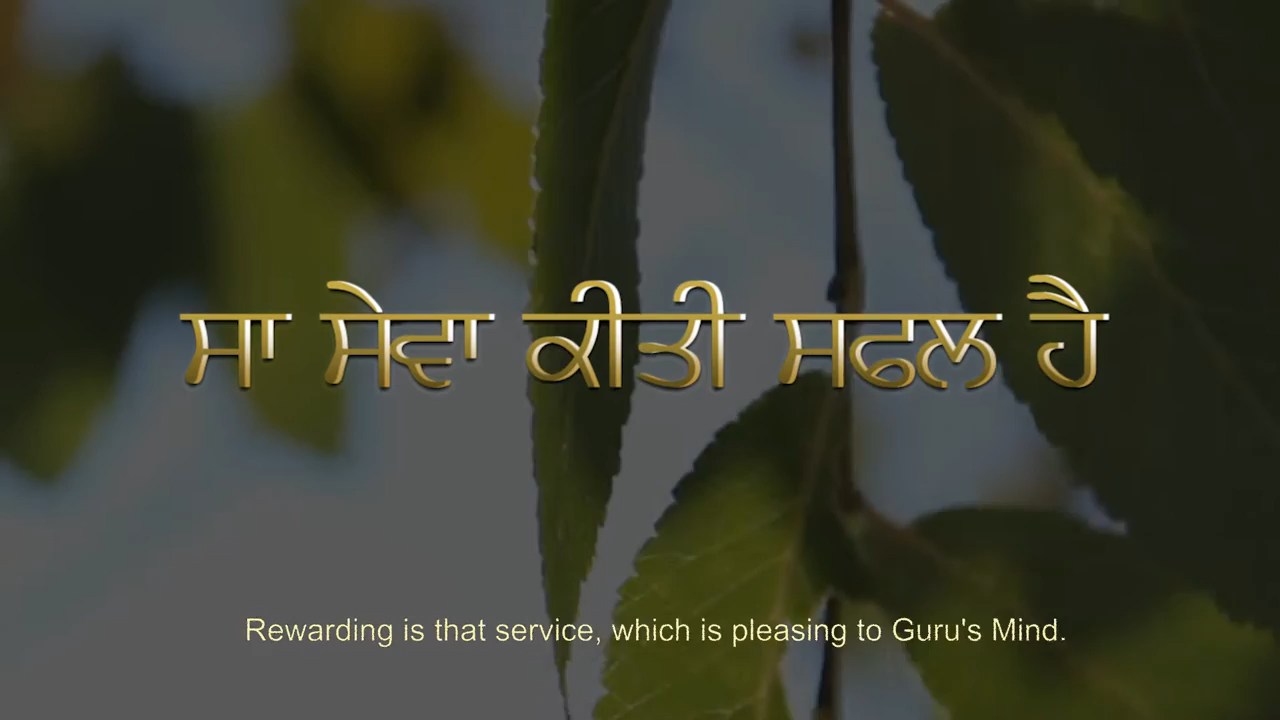 ਸਾ ਸੇਵਾ ਕੀਤੀ ਸਫਲ ਹੈ
Rewarding is that service, which is pleasing to Guru's Mind.